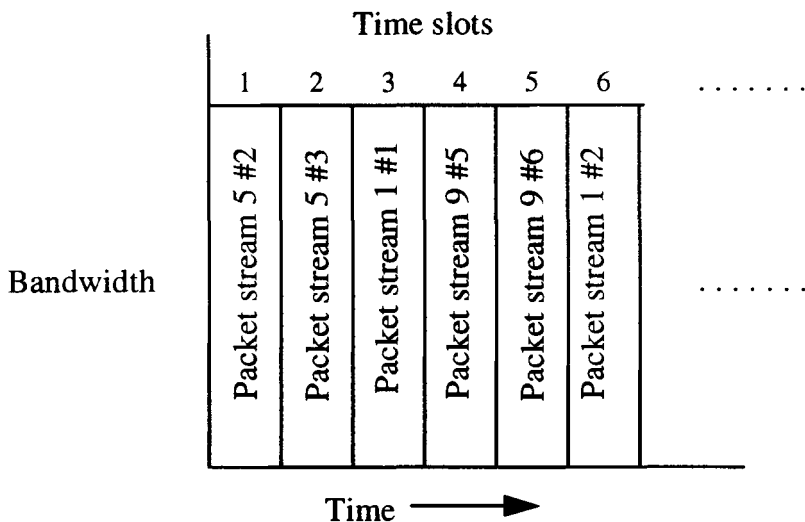 Time slots
1 2 3 4 5 6 . . . . . . .
Packet stream 5 #2
Packet stream 5 #3
Packet stream 1 #1
Packet stream 9 #5
Packet stream 9 #6
Packet stream 1 #2
Bandwidth . . . . . . .
Time